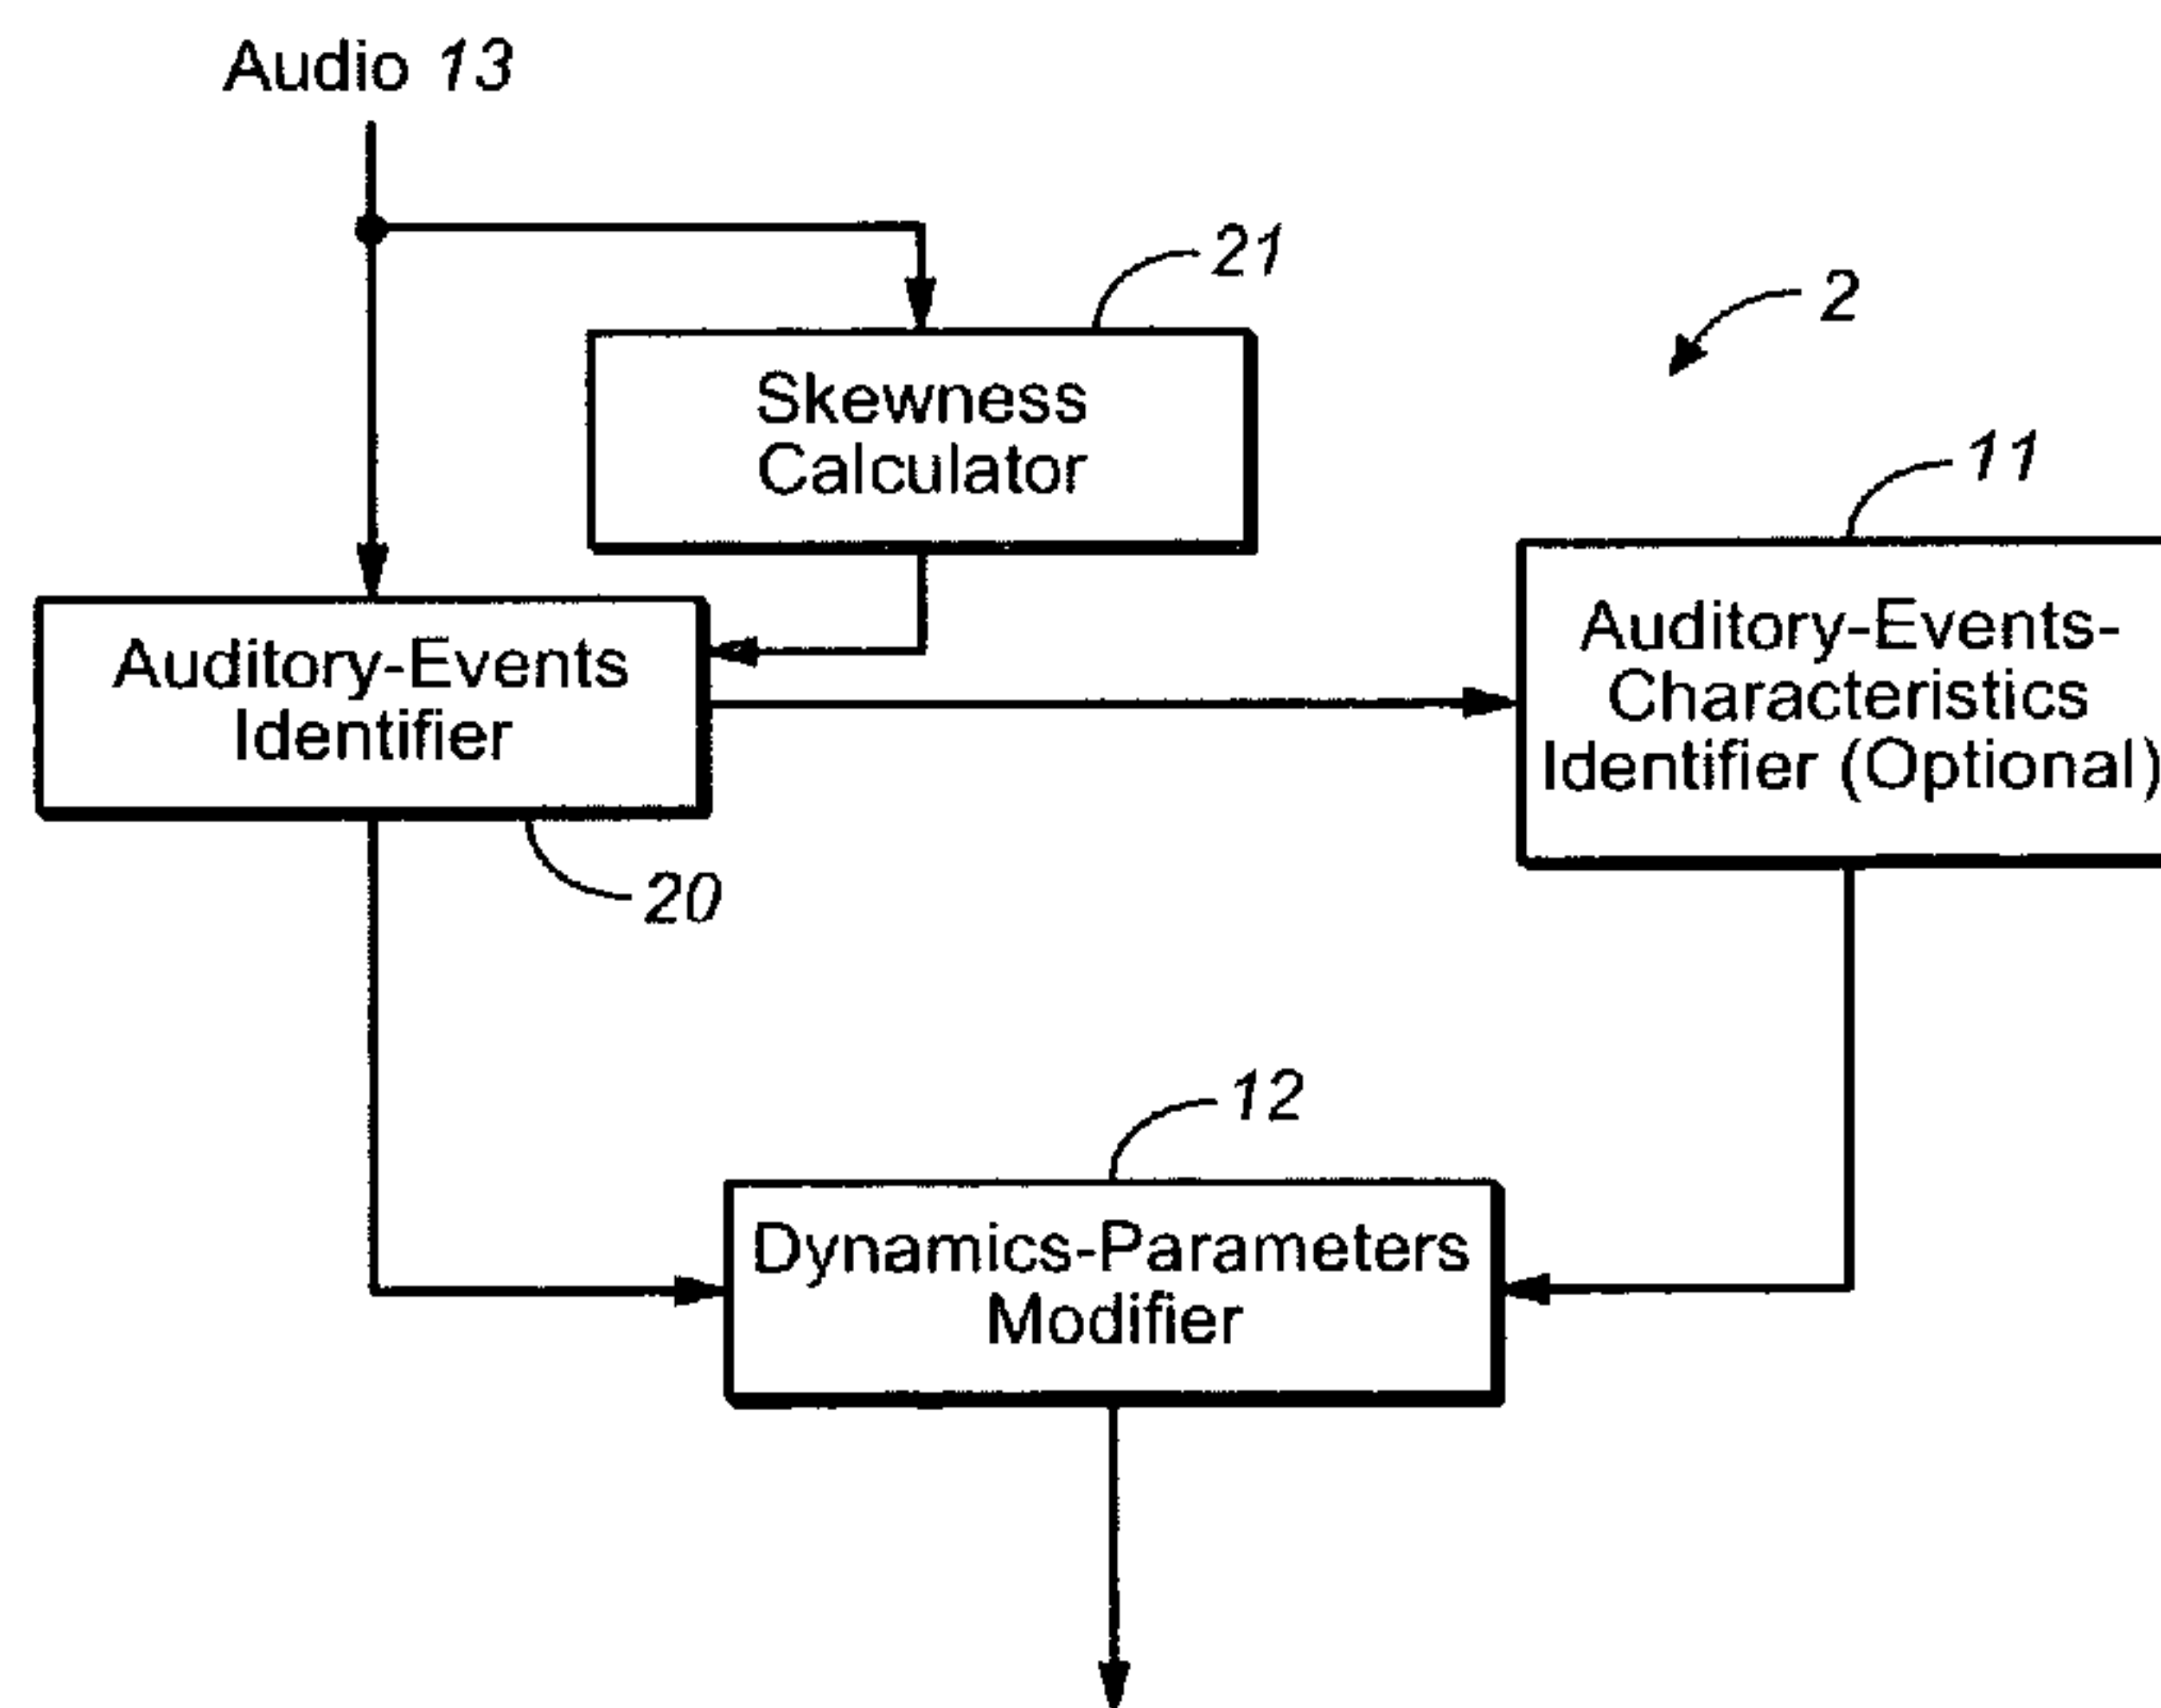 Audio 13
21
2
Skewness
Calculator
11
Auditory-Events
Identifier
Auditory-Events-
Characteristics
Identifier (Optional)
20
12
Dynamics-Parameters
Modifier